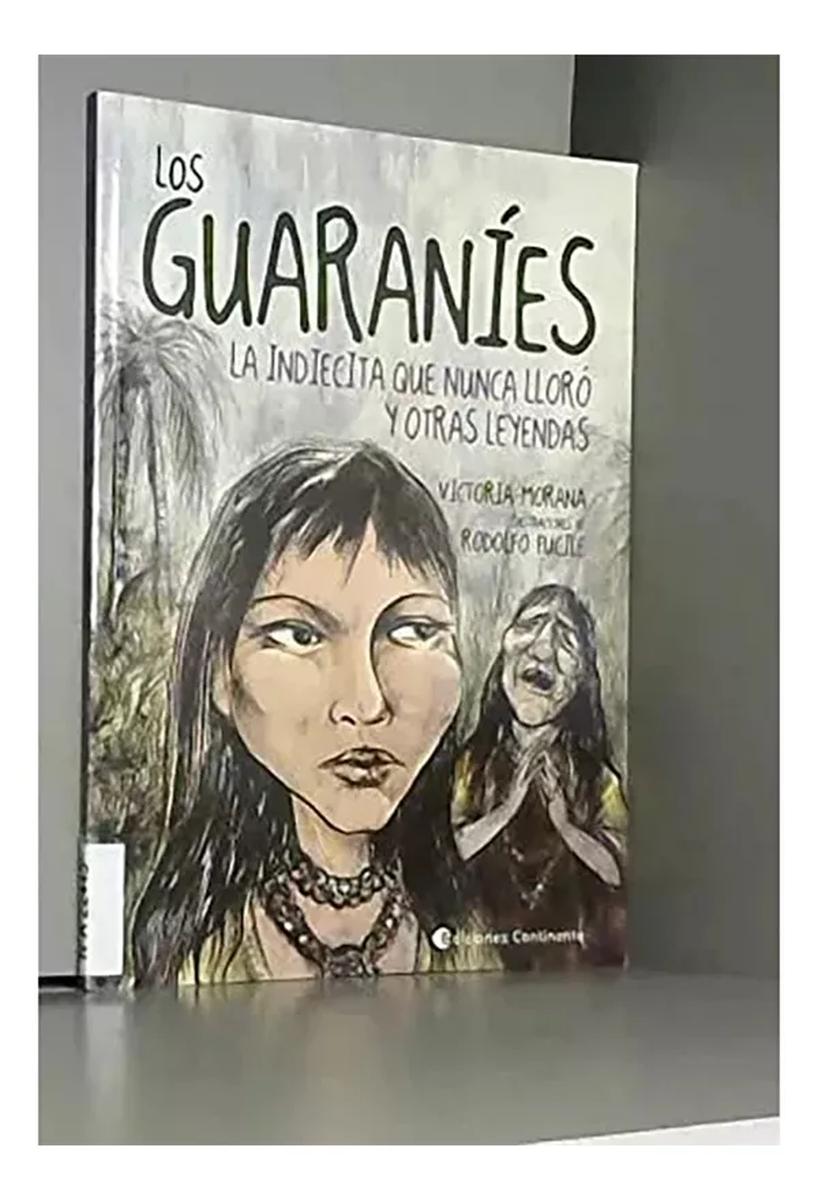 LOS
GUARANÍES
LA INDIECITA QUE NUNCA LLORÓ
Y OTRAS LEYENDAS
VICTORIA MORANA
RODOLFO FUCILE
Ediciones Continente